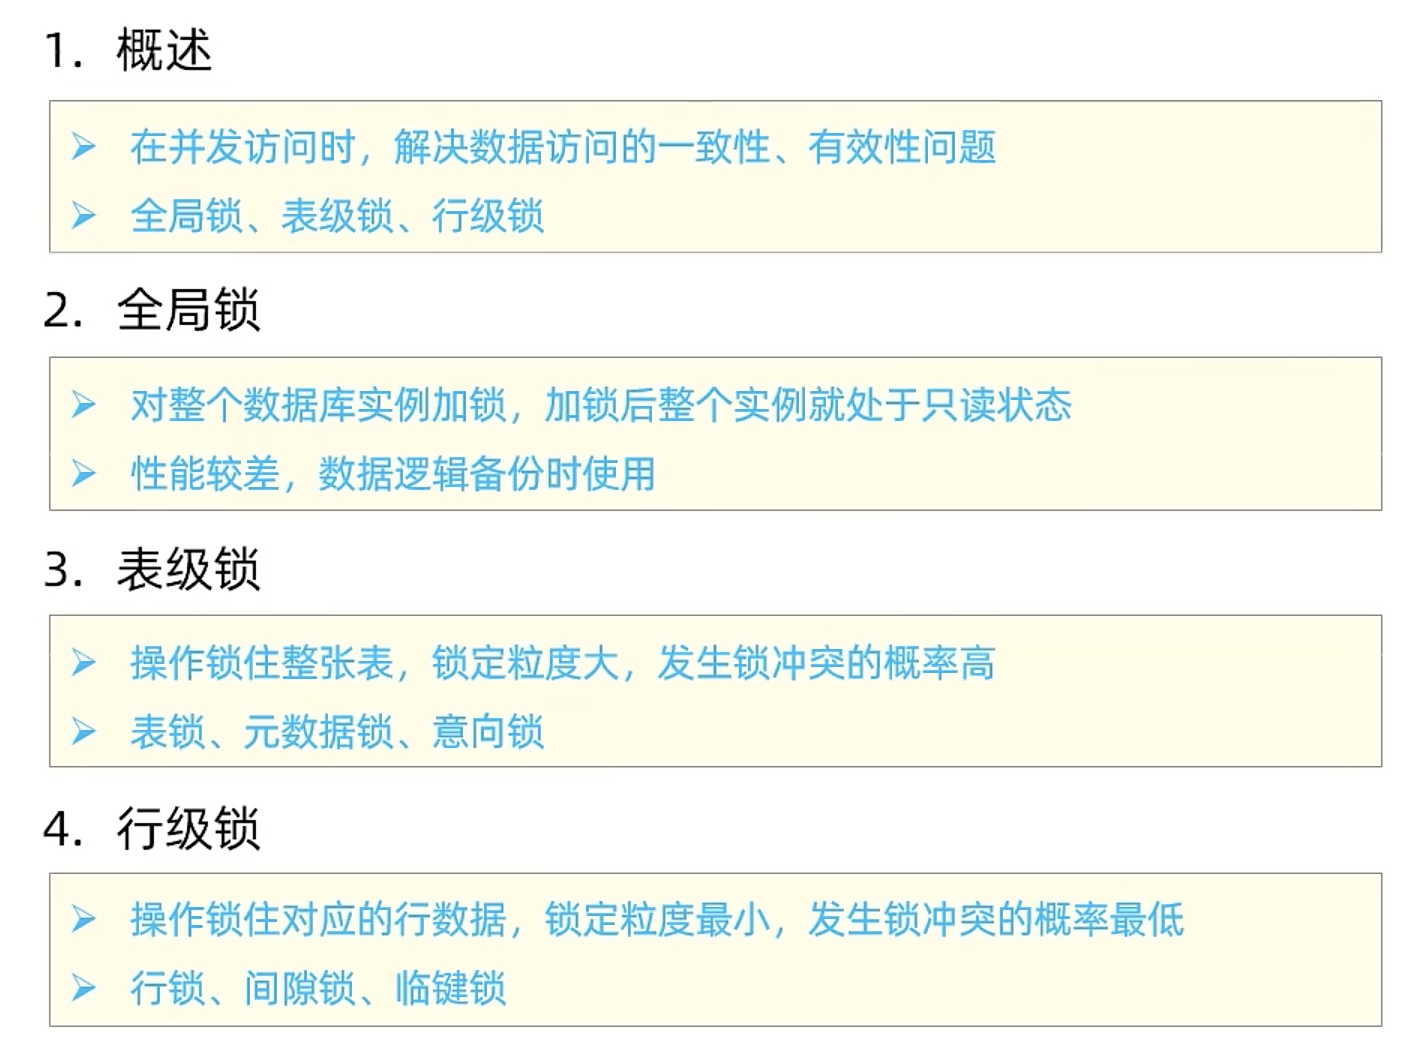 1. 概述
➢ 在并发访问时，解决数据访问的一致性、有效性问题
➢ 全局锁、表级锁、行级锁
2. 全局锁
➢ 对整个数据库实例加锁，加锁后整个实例就处于只读状态
➢ 性能较差，数据逻辑备份时使用
3. 表级锁
➢ 操作锁住整张表，锁定粒度大，发生锁冲突的概率高
➢ 表锁、元数据锁、意向锁
4. 行级锁
➢ 操作锁住对应的行数据，锁定粒度最小，发生锁冲突的概率最低
➢ 行锁、间隙锁、临键锁